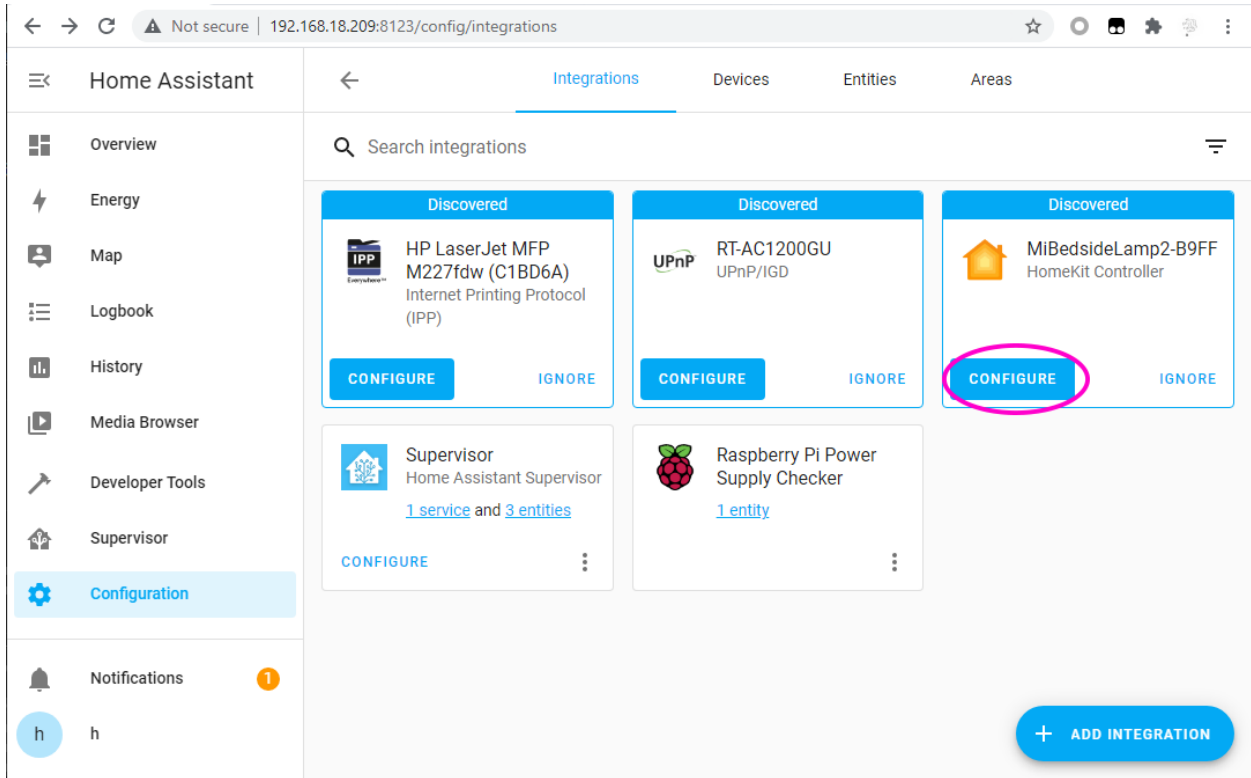 Not secure | 192.168.18.209:8123/config/integrations
Home Assistant
Integrations Devices Entities Areas
Search integrations
Overview
Energy
Map
Logbook
History
Media Browser
Developer Tools
Supervisor
Configuration
Notifications 1
h h
Discovered
IPP
Everywhere
HP LaserJet MFP
M227fdw (C1BD6A)
Internet Printing Protocol
(IPP)
CONFIGURE IGNORE
Discovered
UPnP
RT-AC1200GU
UPnP/IGD
CONFIGURE IGNORE
Discovered
MiBedsideLamp2-B9FF
HomeKit Controller
CONFIGURE IGNORE
Supervisor
Home Assistant Supervisor
1 service and 3 entities
CONFIGURE
Raspberry Pi Power
Supply Checker
1 entity
+ ADD INTEGRATION